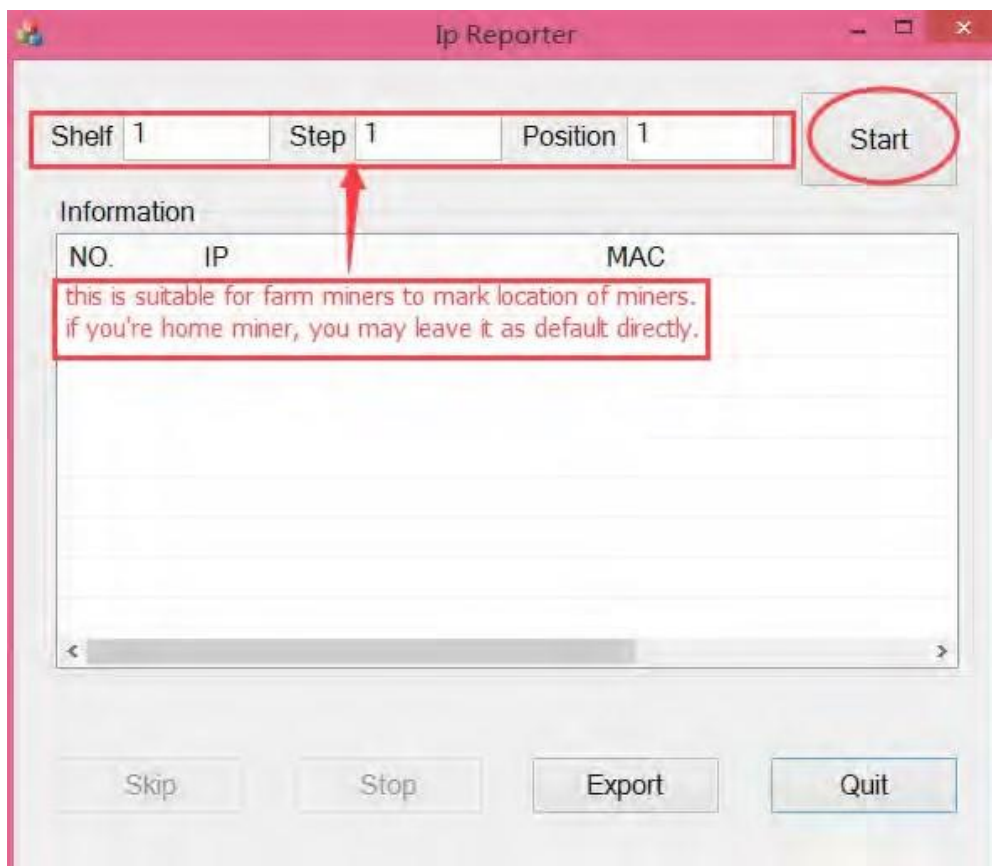 Ip Reporter
Shelf 1 Step 1 Position 1 Start
Information
NO. IP MAC
this is suitable for farm miners to mark location of miners.
if you're home miner, you may leave it as default directly.
Skip Stop Export Quit